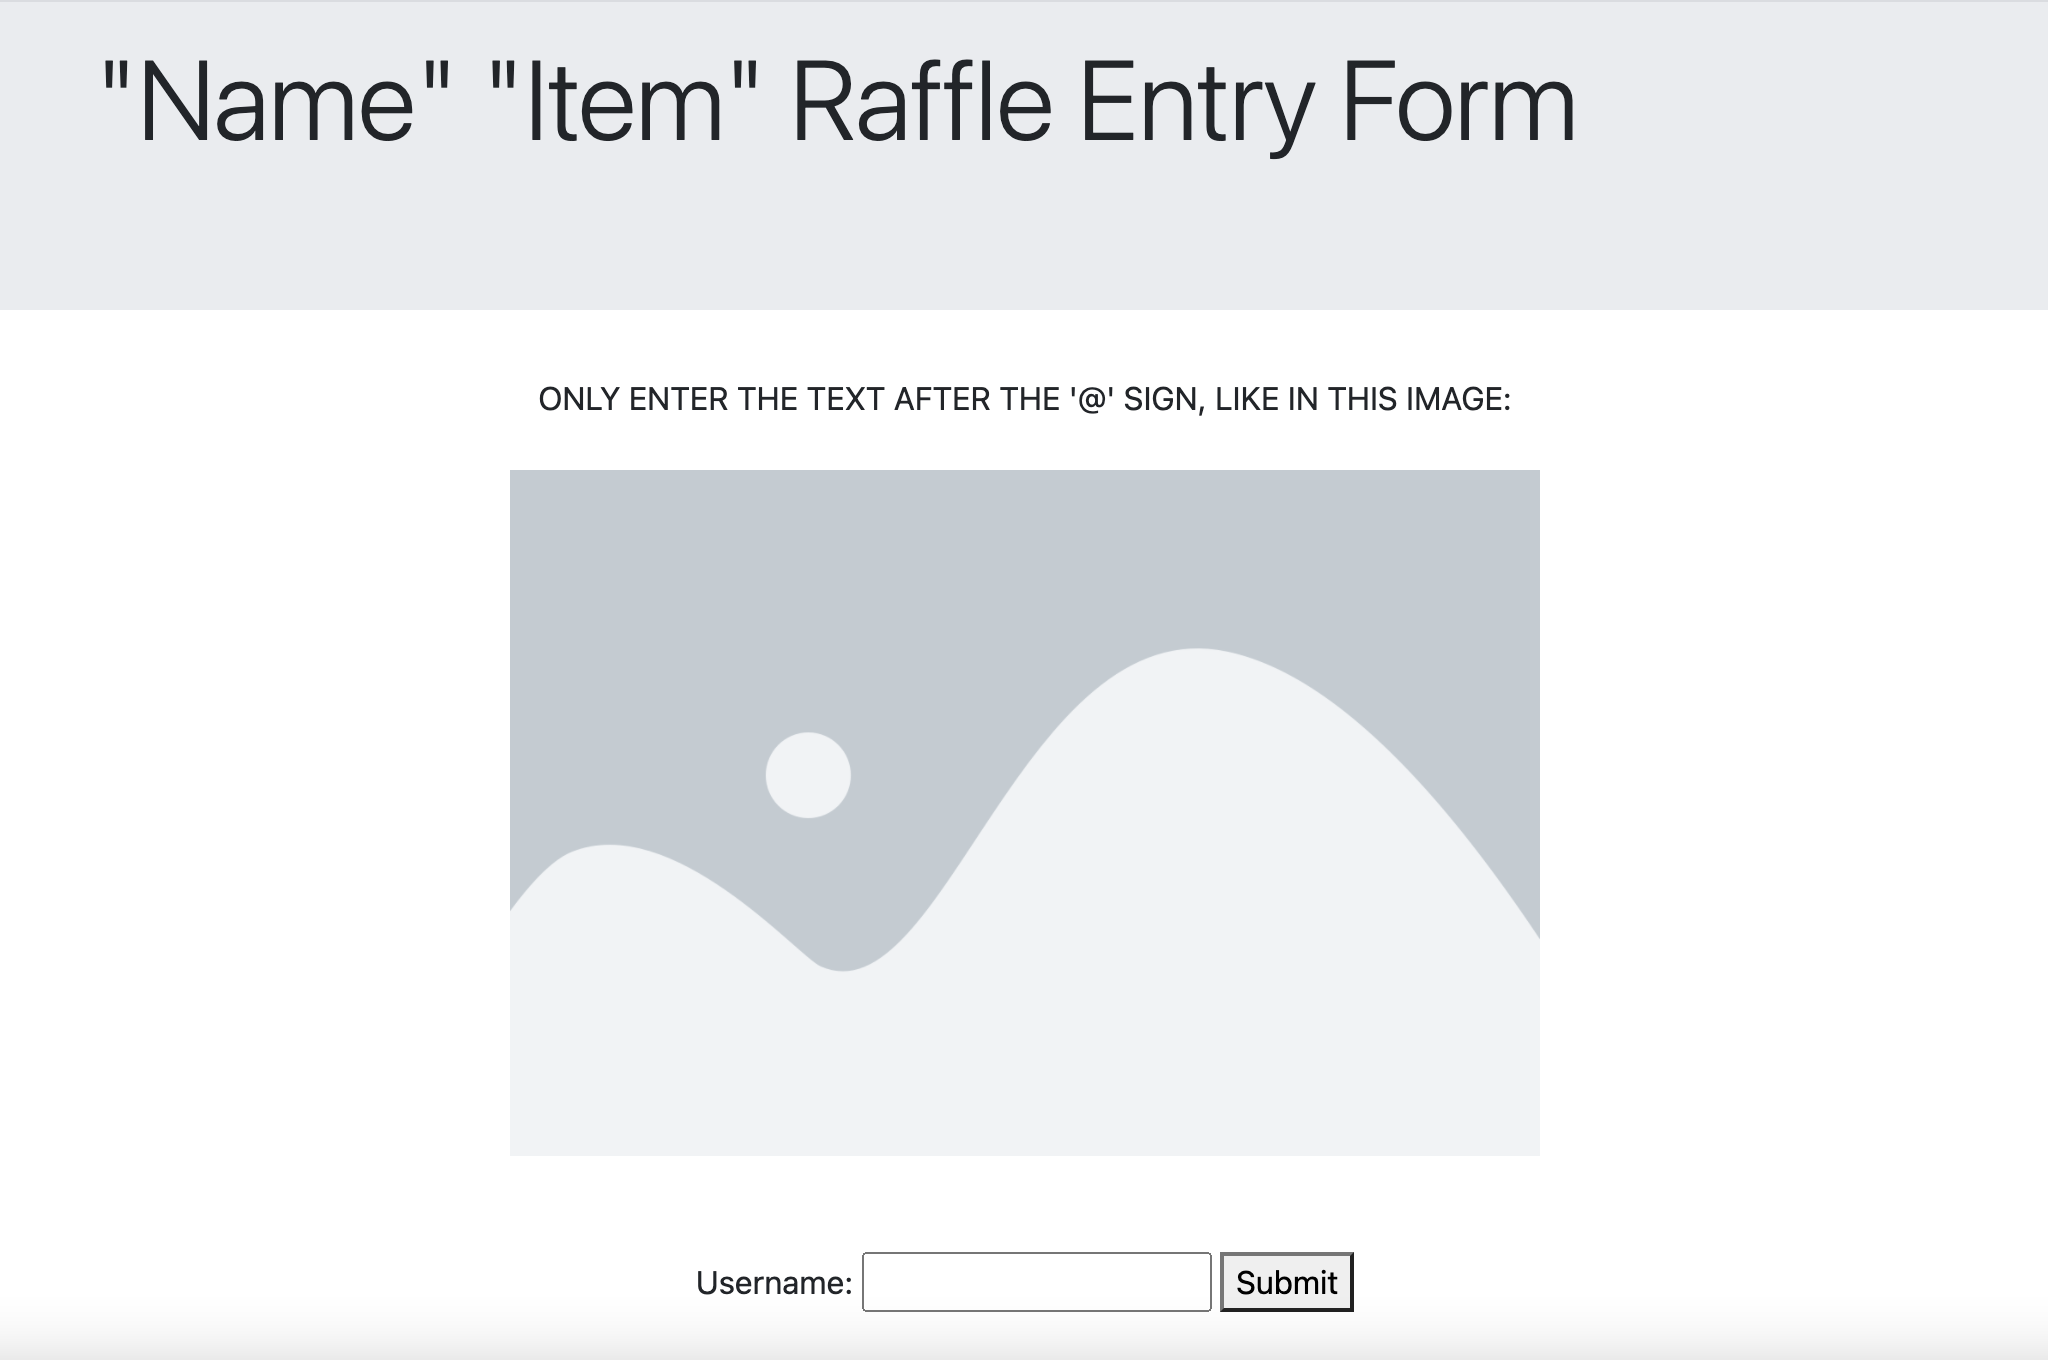 "Name" "Item" Raffle Entry Form
ONLY ENTER THE TEXT AFTER THE '@' SIGN, LIKE IN THIS IMAGE:
Username:
Submit